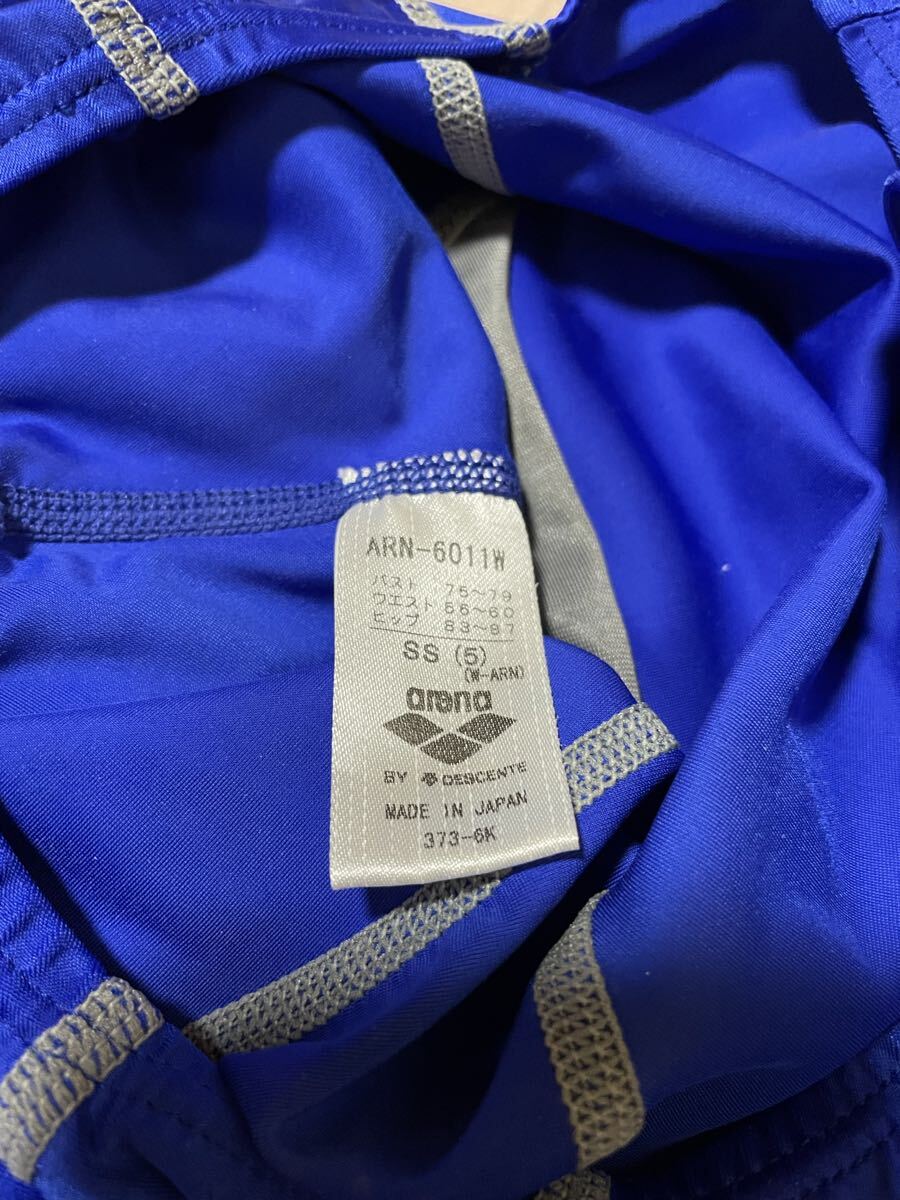 ARN-6011W
バスト 75～79
ウエスト 56～60
ヒップ 83～87
SS (5)
(W-ARN)
arena
BY DESCENTE
MADE IN JAPAN
373-6K